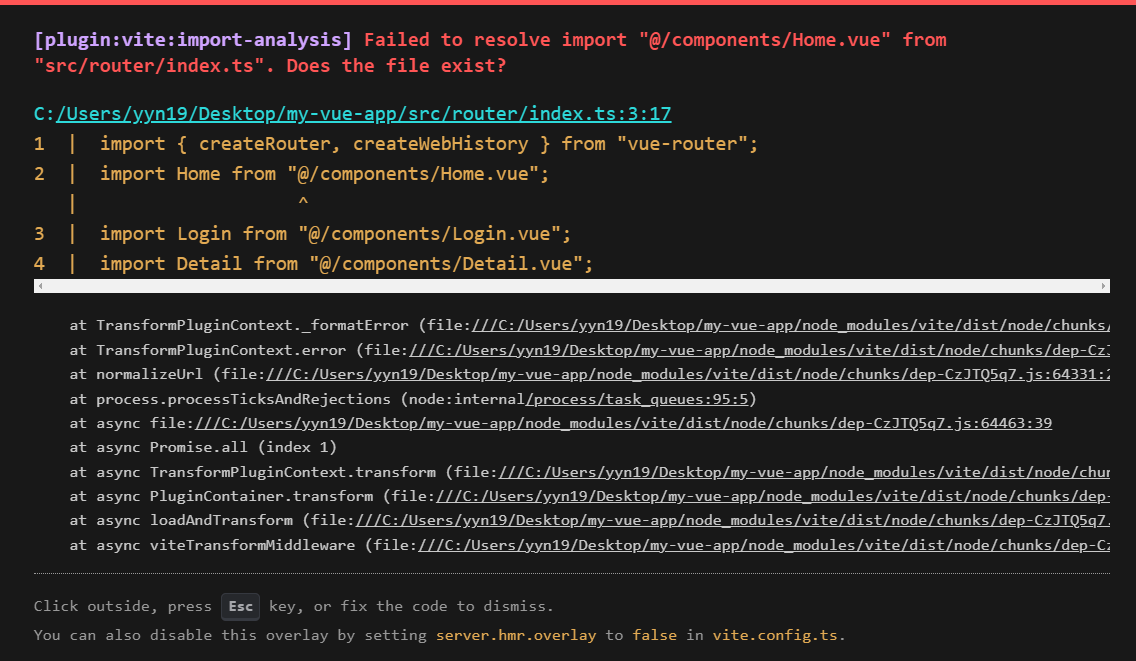 [plugin:vite:import-analysis] Failed to resolve import "@/components/Home.vue" from
"src/router/index.ts". Does the file exist?
C:/Users/yyn19/Desktop/my-vue-app/src/router/index.ts:3:17
1  |  import { createRouter, createWebHistory } from "vue-router";
2  |  import Home from "@/components/Home.vue";
   |                    ^
3  |  import Login from "@/components/Login.vue";
4  |  import Detail from "@/components/Detail.vue";
at TransformPluginContext._formatError (file:///C:/Users/yyn19/Desktop/my-vue-app/node_modules/vite/dist/node/chunks/
at TransformPluginContext.error (file:///C:/Users/yyn19/Desktop/my-vue-app/node_modules/vite/dist/node/chunks/dep-CzJ
at normalizeUrl (file:///C:/Users/yyn19/Desktop/my-vue-app/node_modules/vite/dist/node/chunks/dep-CzJTQ5q7.js:64331:2
at process.processTicksAndRejections (node:internal/process/task_queues:95:5)
at async file:///C:/Users/yyn19/Desktop/my-vue-app/node_modules/vite/dist/node/chunks/dep-CzJTQ5q7.js:64463:39
at async Promise.all (index 1)
at async TransformPluginContext.transform (file:///C:/Users/yyn19/Desktop/my-vue-app/node_modules/vite/dist/node/chun
at async PluginContainer.transform (file:///C:/Users/yyn19/Desktop/my-vue-app/node_modules/vite/dist/node/chunks/dep-
at async loadAndTransform (file:///C:/Users/yyn19/Desktop/my-vue-app/node_modules/vite/dist/node/chunks/dep-CzJTQ5q7.
at async viteTransformMiddleware (file:///C:/Users/yyn19/Desktop/my-vue-app/node_modules/vite/dist/node/chunks/dep-Cz
Click outside, press Esc key, or fix the code to dismiss.
You can also disable this overlay by setting server.hmr.overlay to false in vite.config.ts.